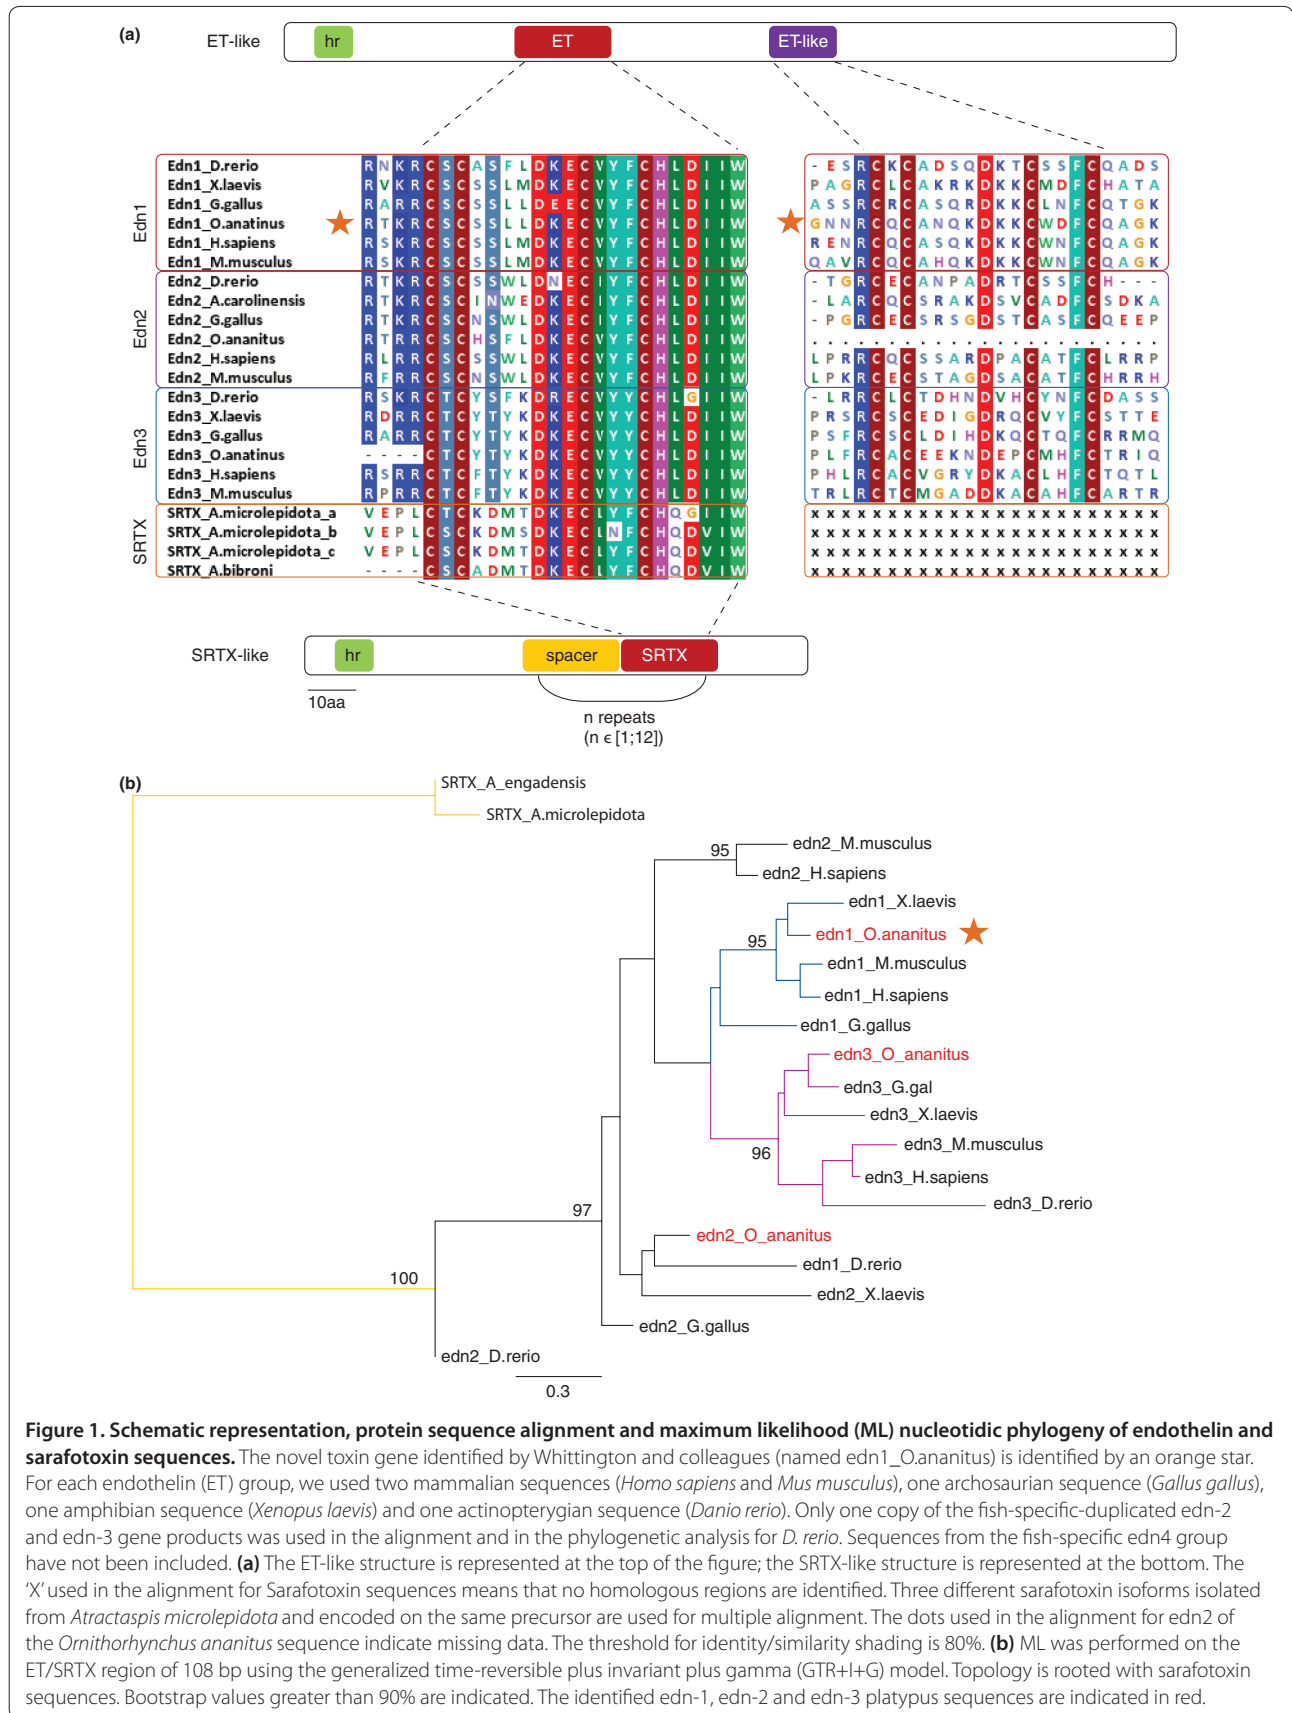 (a)
ET-like hr ET ET-like
Edn1
Edn1_D.rerio R N K R C S C A S F L D K E C V Y F C H L D I I W - E S R C K C A D S Q D K T C S S F C Q A D S
Edn1_X.laevis R V K R C S C S S L M D K E C V Y F C H L D I I W P A G R C L C A K R K D K K C M D F C H A T A
Edn1_G.gallus R A R R C S C S S L L D E E C V Y F C H L D I I W A S S R C R C A S Q R D K K C L N F C Q T G K
Edn1_O.anatinus R T K R C S C S S L L D K E C V Y F C H L D I I W G N N R C Q C A N Q K D K K C W D F C Q A G K
Edn1_H.sapiens R S K R C S C S S L M D K E C V Y F C H L D I I W R E N R C Q C A S Q K D K K C W N F C Q A G K
Edn1_M.musculus R S K R C S C S S L M D K E C V Y F C H L D I I W Q A V R C Q C A H Q K D K K C W N F C Q A G K
Edn2
Edn2_D.rerio R T K R C S C S S W L D N E C I Y F C H L D I I W - T G R C E C A N P A D R T C S S F C H - - -
Edn2_A.carolinensis R T K R C S C I N W E D K E C I Y F C H L D I I W - L A R C Q C S R A K D S V C A D F C S D K A
Edn2_G.gallus R T K R C S C N S W L D K E C I Y F C H L D I I W - P G R C E C S R S G D S T C A S F C Q E E P
Edn2_O.ananitus R T R R C S C H S F L D K E C V Y F C H L D I I W . . . . . . . . . . . . . . . . . . . . . . .
Edn2_H.sapiens R L R R C S C S S W L D K E C V Y F C H L D I I W L P R R C Q C S S A R D P A C A T F C L R R P
Edn2_M.musculus R F R R C S C N S W L D K E C V Y F C H L D I I W L P K R C E C S T A G D S A C A T F C H R R H
Edn3
Edn3_D.rerio R S K R C T C Y S F K D R E C V Y Y C H L G I I W - L R R C L C T D H N D V H C Y N F C D A S S
Edn3_X.laevis R D R R C T C Y T Y K D K E C V Y Y C H L D I I W P R S R C S C E D I G D R Q C V Y F C S T T E
Edn3_G.gallus R A R R C T C Y T Y K D K E C V Y Y C H L D I I W P S F R C S C L D I H D K Q C T Q F C R R M Q
Edn3_O.anatinus - - - - C T C Y T Y K D K E C V Y Y C H L D I I W P L F R C A C E E K N D E P C M H F C T R I Q
Edn3_H.sapiens R S R R C T C F T Y K D K E C V Y Y C H L D I I W P H L R C A C V G R Y D K A C L H F C T Q T L
Edn3_M.musculus R P R R C T C F T Y K D K E C V Y Y C H L D I I W T R L R C T C M G A D D K A C A H F C A R T R
SRTX
SRTX_A.microlepidota_a V E P L C T C K D M T D K E C L Y F C H Q G I I W x x x x x x x x x x x x x x x x x x x x x x x
SRTX_A.microlepidota_b V E P L C S C K D M S D K E C L N F C H Q D V I W x x x x x x x x x x x x x x x x x x x x x x x
SRTX_A.microlepidota_c V E P L C S C K D M T D K E C L Y F C H Q D V I W x x x x x x x x x x x x x x x x x x x x x x x
SRTX_A.bibroni - - - - C S C A D M T D K E C L Y F C H Q D V I W x x x x x x x x x x x x x x x x x x x x x x x
SRTX-like hr spacer SRTX
10aa
n repeats
(n ϵ [1;12])
(b)
SRTX_A_engadensis
SRTX_A.microlepidota
edn2_M.musculus
95
edn2_H.sapiens
edn1_X.laevis
edn1_O.ananitus
95
edn1_M.musculus
edn1_H.sapiens
edn1_G.gallus
edn3_O_ananitus
edn3_G.gal
edn3_X.laevis
edn3_M.musculus
96
edn3_H.sapiens
edn3_D.rerio
97
edn2_O_ananitus
edn1_D.rerio
100
edn2_X.laevis
edn2_G.gallus
edn2_D.rerio
0.3
Figure 1. Schematic representation, protein sequence alignment and maximum likelihood (ML) nucleotidic phylogeny of endothelin and
sarafotoxin sequences. The novel toxin gene identified by Whittington and colleagues (named edn1_O.ananitus) is identified by an orange star.
For each endothelin (ET) group, we used two mammalian sequences (Homo sapiens and Mus musculus), one archosaurian sequence (Gallus gallus),
one amphibian sequence (Xenopus laevis) and one actinopterygian sequence (Danio rerio). Only one copy of the fish-specific-duplicated edn-2
and edn-3 gene products was used in the alignment and in the phylogenetic analysis for D. rerio. Sequences from the fish-specific edn4 group
have not been included. (a) The ET-like structure is represented at the top of the figure; the SRTX-like structure is represented at the bottom. The
‘X’ used in the alignment for Sarafotoxin sequences means that no homologous regions are identified. Three different sarafotoxin isoforms isolated
from Atractaspis microlepidota and encoded on the same precursor are used for multiple alignment. The dots used in the alignment for edn2 of
the Ornithorhynchus ananitus sequence indicate missing data. The threshold for identity/similarity shading is 80%. (b) ML was performed on the
ET/SRTX region of 108 bp using the generalized time-reversible plus invariant plus gamma (GTR+I+G) model. Topology is rooted with sarafotoxin
sequences. Bootstrap values greater than 90% are indicated. The identified edn-1, edn-2 and edn-3 platypus sequences are indicated in red.